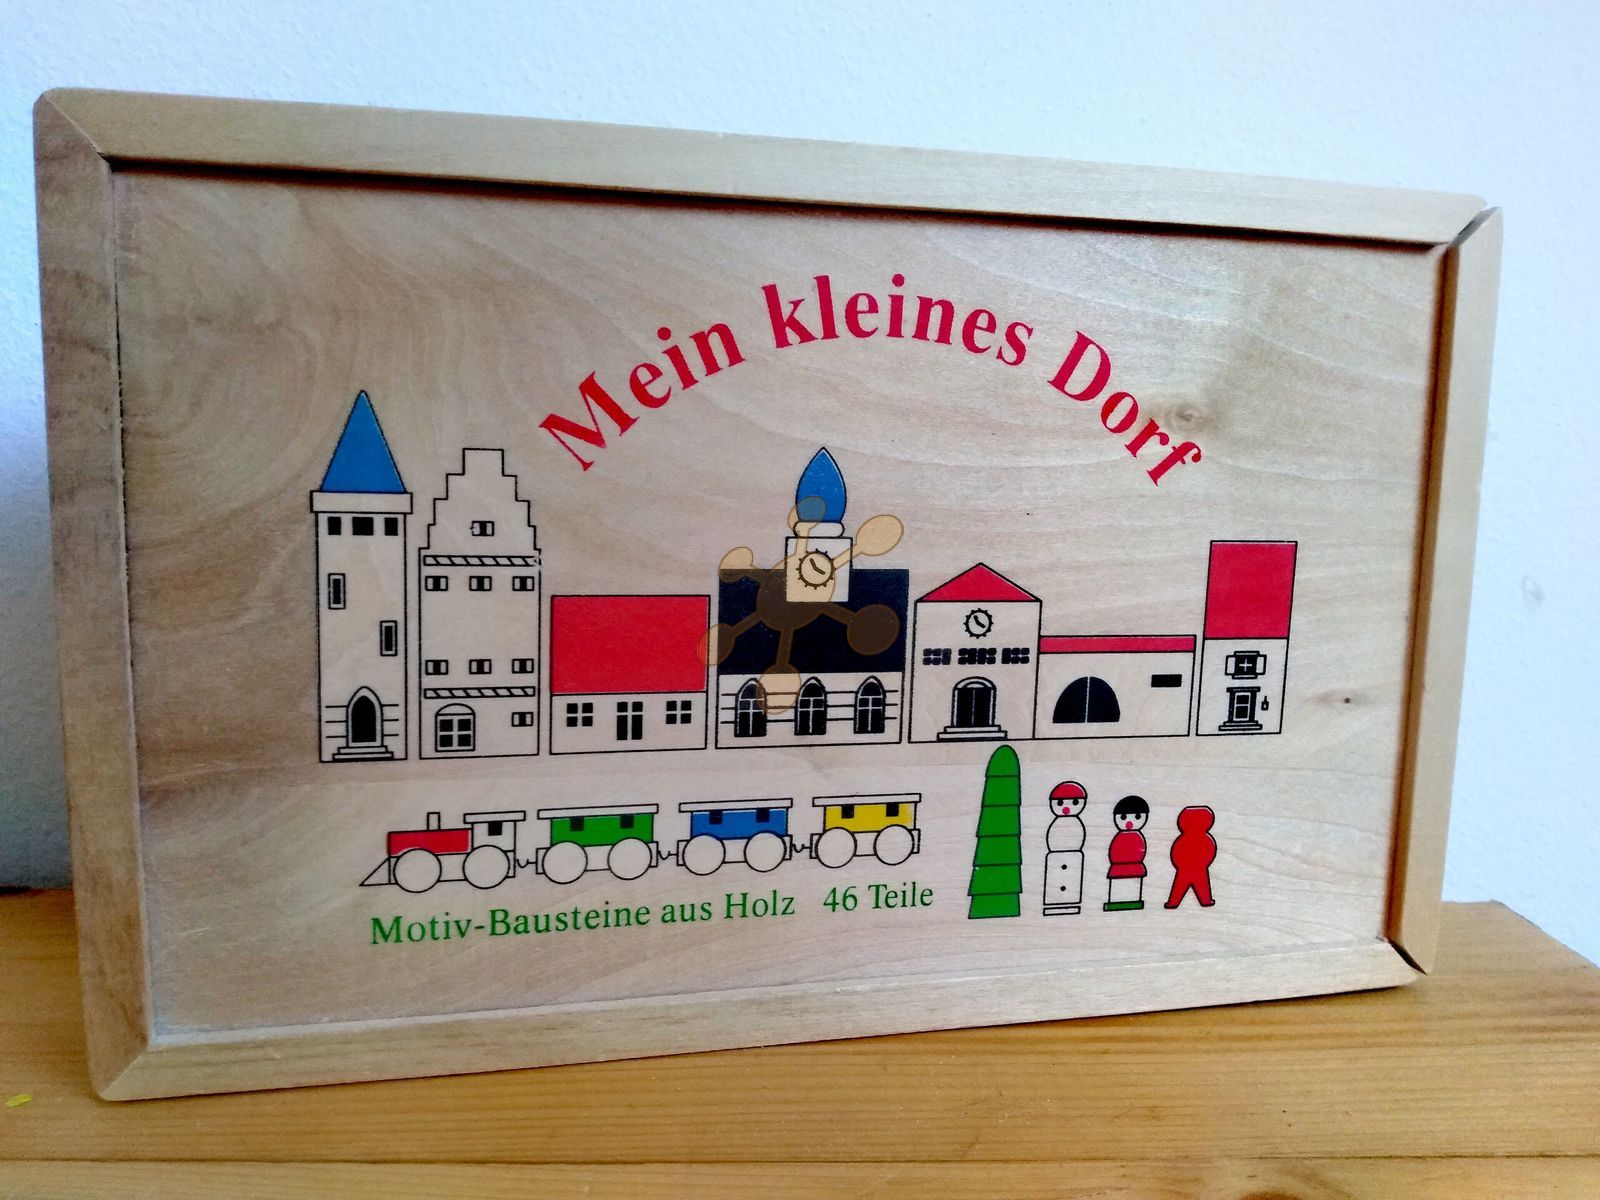 Mein kleines Dorf
Motiv-Bausteine aus Holz 46 Teile